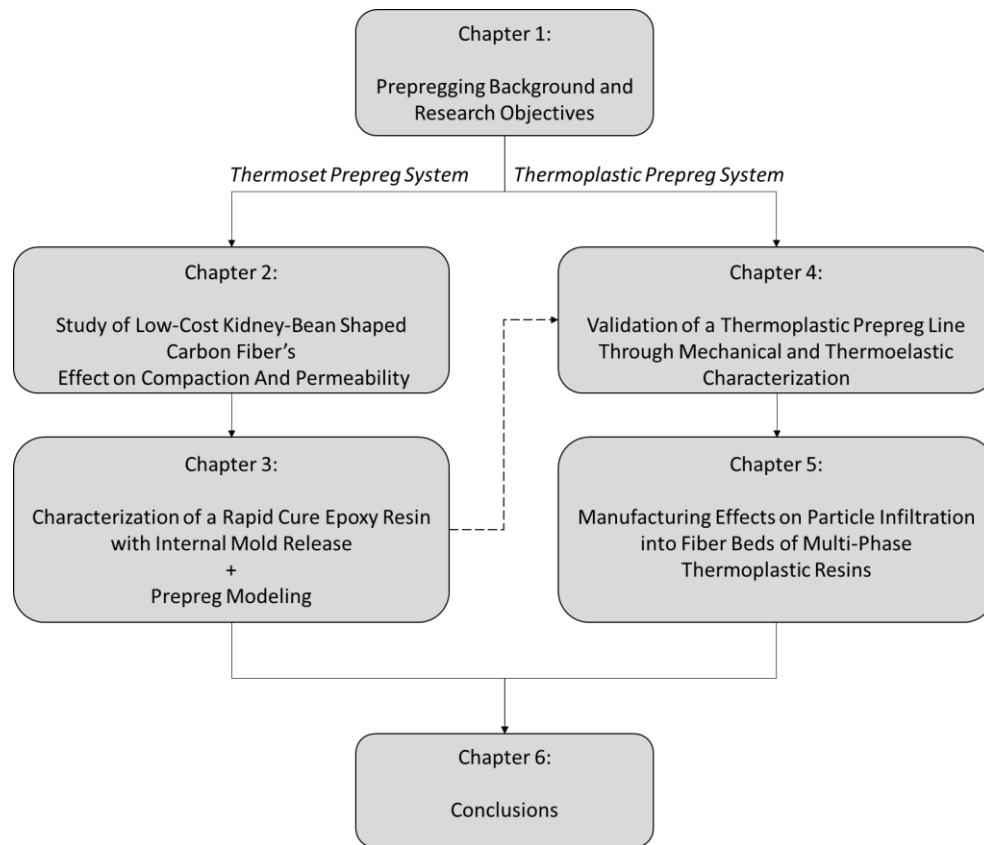 Chapter 1:
Prepregging Background and
Research Objectives
Thermoset Prepreg System
Thermoplastic Prepreg System
Chapter 2:
Study of Low-Cost Kidney-Bean Shaped
Carbon Fiber’s
Effect on Compaction And Permeability
Chapter 3:
Characterization of a Rapid Cure Epoxy Resin
with Internal Mold Release
+
Prepreg Modeling
Chapter 4:
Validation of a Thermoplastic Prepreg Line
Through Mechanical and Thermoelastic
Characterization
Chapter 5:
Manufacturing Effects on Particle Infiltration
into Fiber Beds of Multi-Phase
Thermoplastic Resins
Chapter 6:
Conclusions